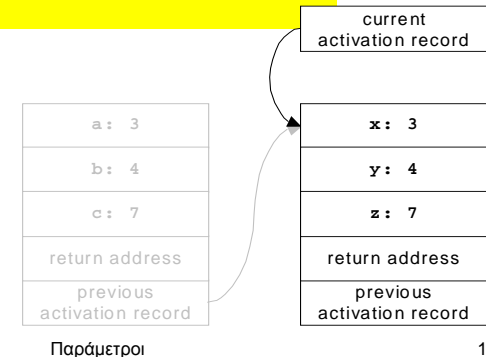 current
activation record
a: 3
b: 4
c: 7
return address
previous
activation record
x: 3
y: 4
z: 7
return address
previous
activation record
Παράμετροι
1